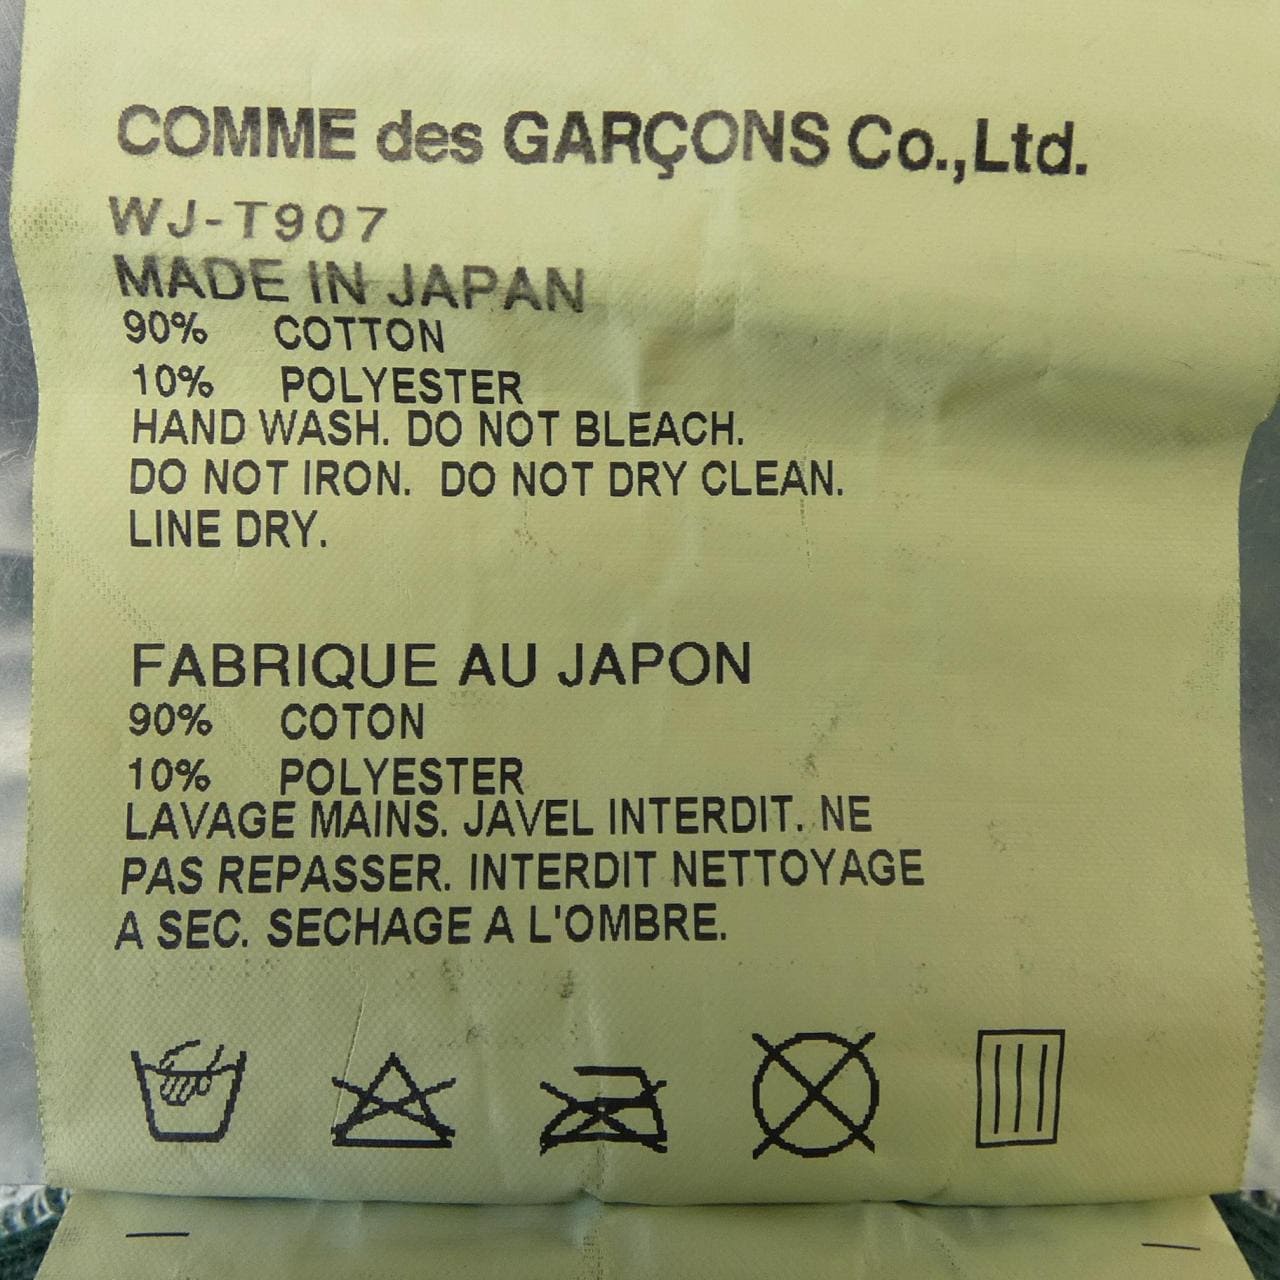 COMME des GARÇONS Co.,Ltd.
WJ-T907
MADE IN JAPAN
90% COTTON
10% POLYESTER
HAND WASH. DO NOT BLEACH.
DO NOT IRON. DO NOT DRY CLEAN.
LINE DRY.
FABRIQUE AU JAPON
90% COTON
10% POLYESTER
LAVAGE MAINS. JAVEL INTERDIT. NE
PAS REPASSER. INTERDIT NETTOYAGE
A SEC. SECHAGE A L'OMBRE.